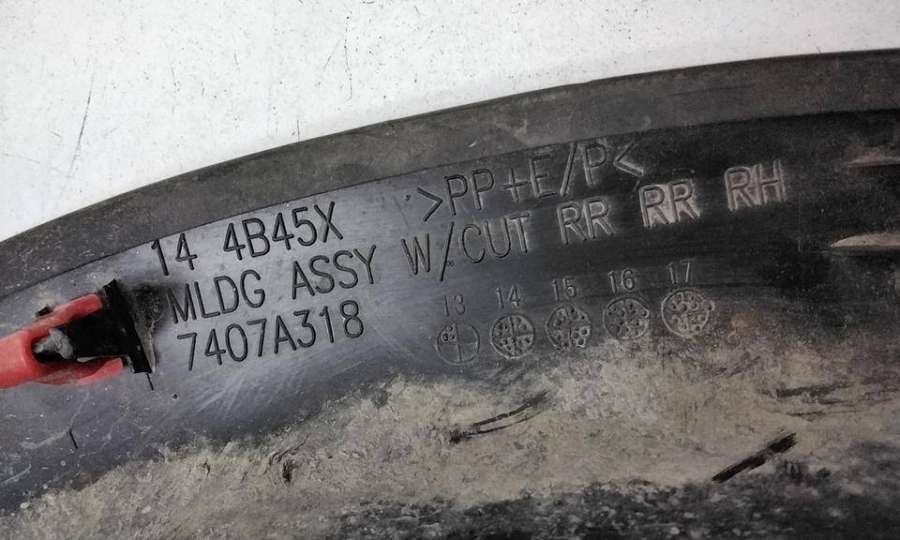 >PP+E/P<
14 4B45X
MLDG ASSY W/CUT RR RR RH
7407A318
13 14 15 16 17